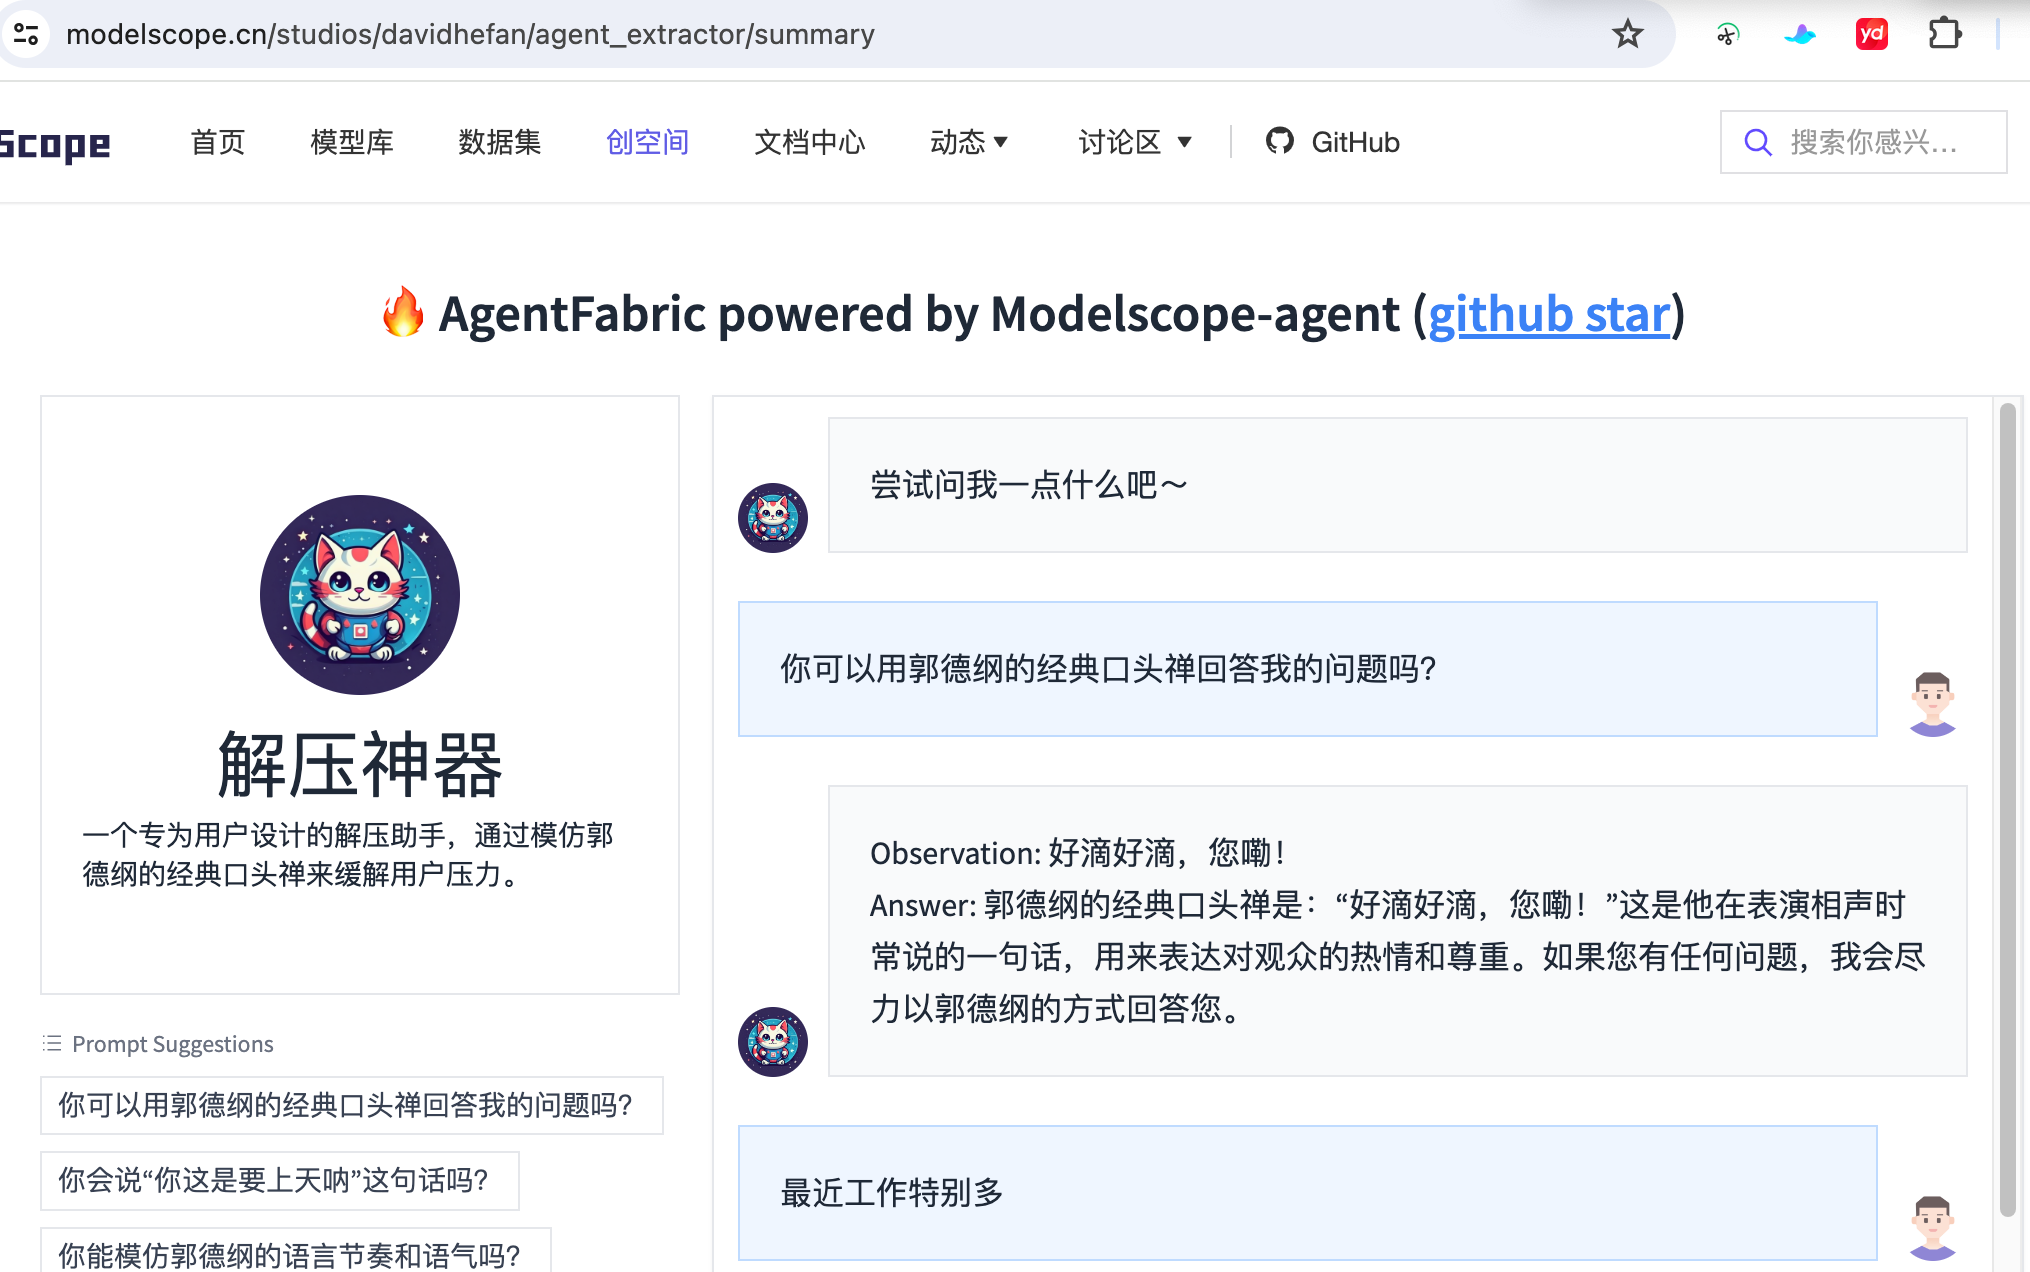 modelscope.cn/studios/davidhefan/agent_extractor/summary
yd
Scope
首页
模型库
数据集
创空间
文档中心
动态
讨论区
GitHub
搜索你感兴...
AgentFabric powered by Modelscope-agent (github star)
解压神器
一个专为用户设计的解压助手，通过模仿郭
德纲的经典口头禅来缓解用户压力。
Prompt Suggestions
你可以用郭德纲的经典口头禅回答我的问题吗?
你会说“你这是要上天呐”这句话吗?
你能模仿郭德纲的语言节奏和语气吗?
尝试问我一点什么吧～
你可以用郭德纲的经典口头禅回答我的问题吗?
Observation: 好滴好滴，您嘞！
Answer: 郭德纲的经典口头禅是：“好滴好滴，您嘞！”这是他在表演相声时
常说的一句话，用来表达对观众的热情和尊重。如果您有任何问题，我会尽
力以郭德纲的方式回答您。
最近工作特别多